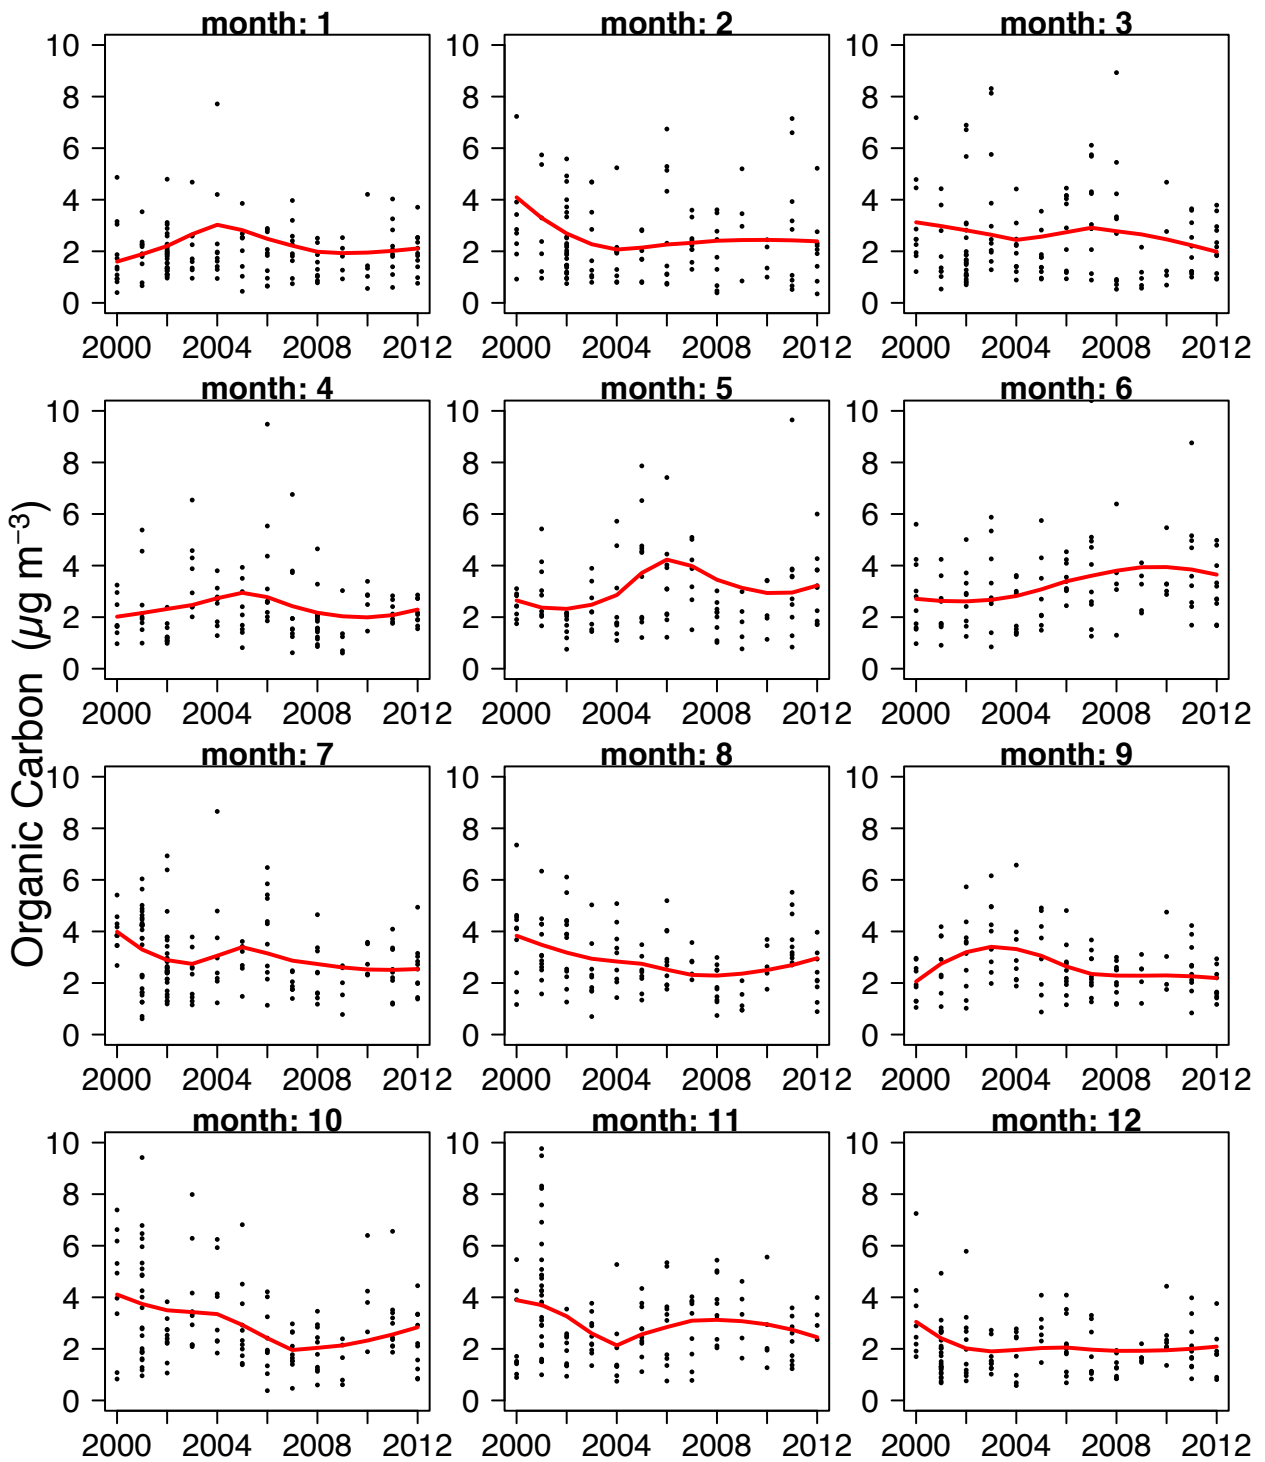 month: 1
month: 2
month: 3
10 10 10
8 8 8
6 6 6
4 4 4
2 2 2
0 0 0
2000 2004 2008 2012 2000 2004 2008 2012 2000 2004 2008 2012
month: 4
month: 5
month: 6
10 10 10
8 8 8
6 6 6
4 4 4
2 2 2
0 0 0
2000 2004 2008 2012 2000 2004 2008 2012 2000 2004 2008 2012
Organic Carbon (µg m⁻³)
month: 7
month: 8
month: 9
10 10 10
8 8 8
6 6 6
4 4 4
2 2 2
0 0 0
2000 2004 2008 2012 2000 2004 2008 2012 2000 2004 2008 2012
month: 10
month: 11
month: 12
10 10 10
8 8 8
6 6 6
4 4 4
2 2 2
0 0 0
2000 2004 2008 2012 2000 2004 2008 2012 2000 2004 2008 2012